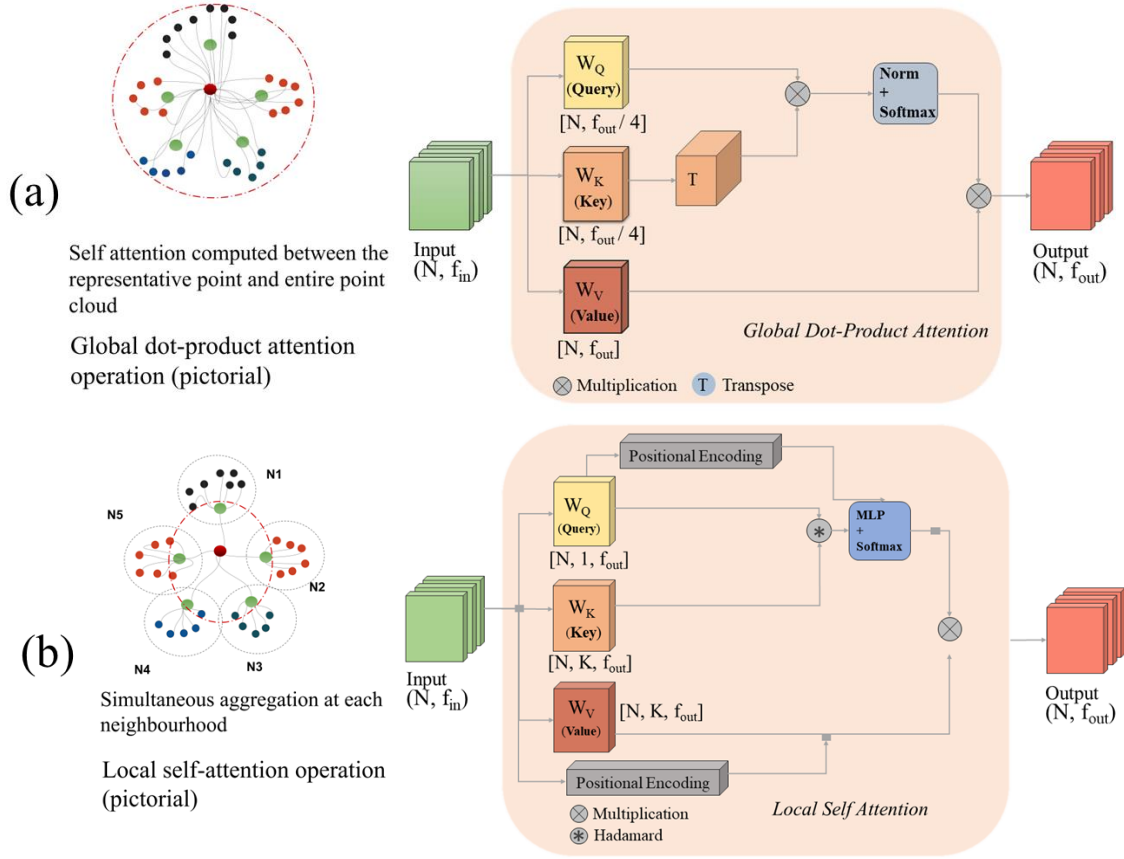 (a)
Self attention computed between the
representative point and entire point
cloud
Global dot-product attention
operation (pictorial)
Input
(N, f_in)
W_Q
(Query)
[N, f_out / 4]
W_K
(Key)
[N, f_out / 4]
T
W_V
(Value)
[N, f_out]
Norm
+
Softmax
Global Dot-Product Attention
Multiplication
T Transpose
Output
(N, f_out)
(b)
N1
N5
N2
N4
N3
Simultaneous aggregation at each
neighbourhood
Local self-attention operation
(pictorial)
Input
(N, f_in)
Positional Encoding
W_Q
(Query)
[N, 1, f_out]
W_K
(Key)
[N, K, f_out]
W_V
(Value)
[N, K, f_out]
Positional Encoding
MLP
+
Softmax
Multiplication
Hadamard
Local Self Attention
Output
(N, f_out)